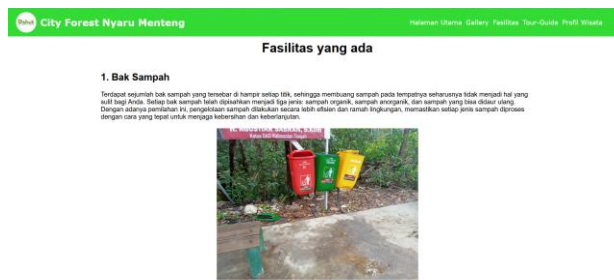 City Forest Nyaru Menteng
Halaman Utama Gallery Fasilitas Tour-Guide Profil Wisata
Fasilitas yang ada
1. Bak Sampah
Terdapat sejumlah bak sampah yang tersebar di hampir setiap titik, sehingga membuang sampah pada tempatnya seharusnya tidak menjadi hal yang
sulit bagi Anda. Setiap bak sampah telah dipisahkan menjadi tiga jenis: sampah organik, sampah anorganik, dan sampah yang bisa didaur ulang.
Dengan adanya pemilahan ini, pengelolaan sampah dilakukan secara lebih efisien dan ramah lingkungan, memastikan setiap jenis sampah diproses
dengan cara yang tepat untuk menjaga kebersihan dan keberlanjutan.